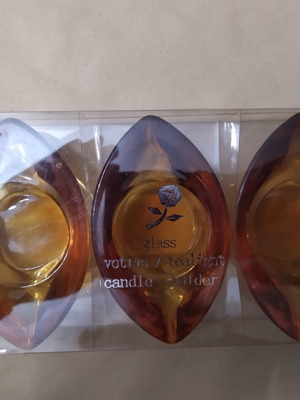 glass
votive / tealight
candle holder